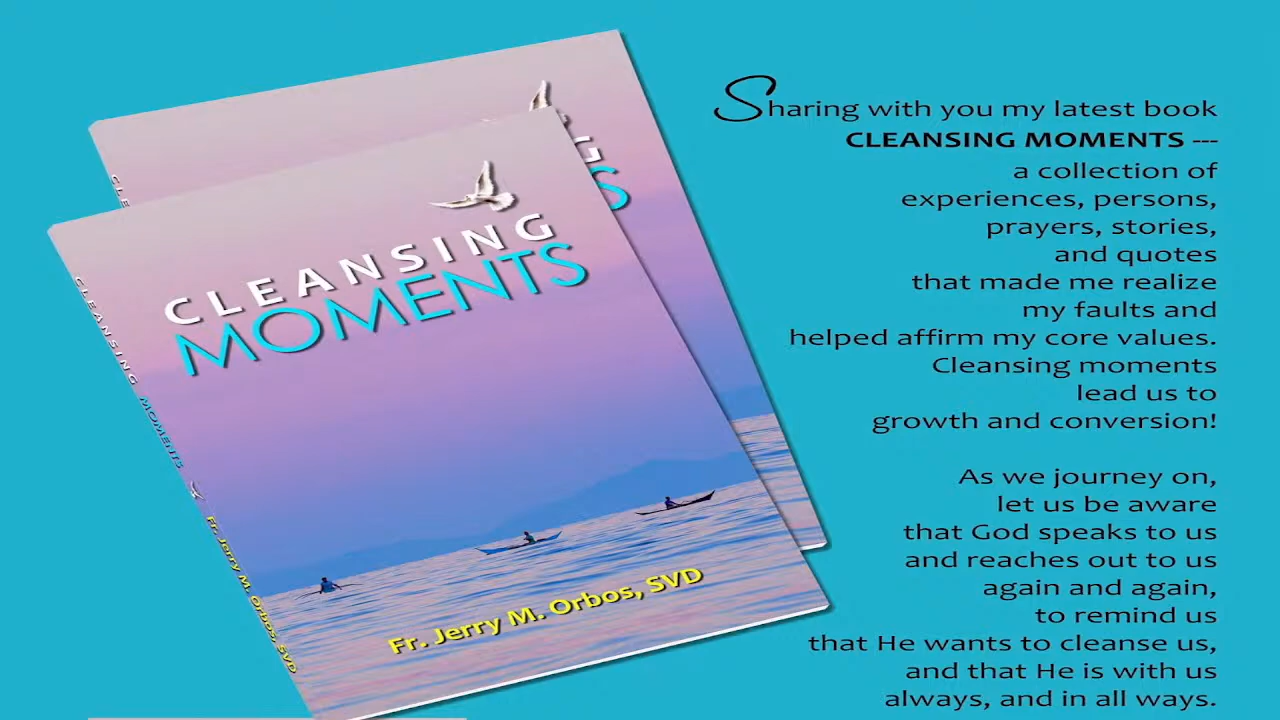 CLEANSING
MOMENTS
Fr. Jerry M. Orbos, SVD
CLEANSING MOMENTS Fr. Jerry M. Orbos, SVD
CL
GS
S
Sharing with you my latest book
CLEANSING MOMENTS ---
a collection of
experiences, persons,
prayers, stories,
and quotes
that made me realize
my faults and
helped affirm my core values.
Cleansing moments
lead us to
growth and conversion!
As we journey on,
let us be aware
that God speaks to us
and reaches out to us
again and again,
to remind us
that He wants to cleanse us,
and that He is with us
always, and in all ways.